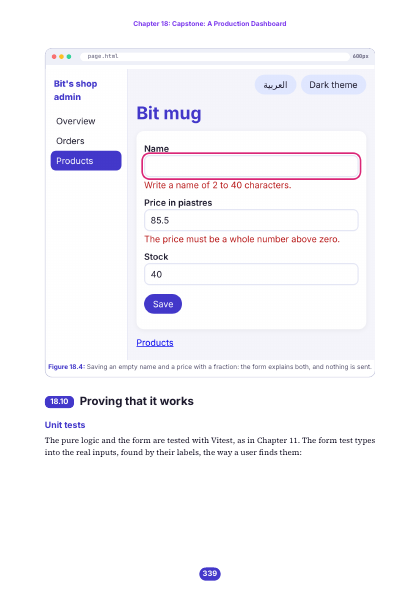 Chapter 18: Capstone: A Production Dashboard
page.html
600px
Bit's shop
admin
Overview
Orders
Products
العربية
Dark theme
Bit mug
Name
Write a name of 2 to 40 characters.
Price in piastres
85.5
The price must be a whole number above zero.
Stock
40
Save
Products
Figure 18.4: Saving an empty name and a price with a fraction: the form explains both, and nothing is sent.
18.10 Proving that it works
Unit tests
The pure logic and the form are tested with Vitest, as in Chapter 11. The form test types
into the real inputs, found by their labels, the way a user finds them:
339